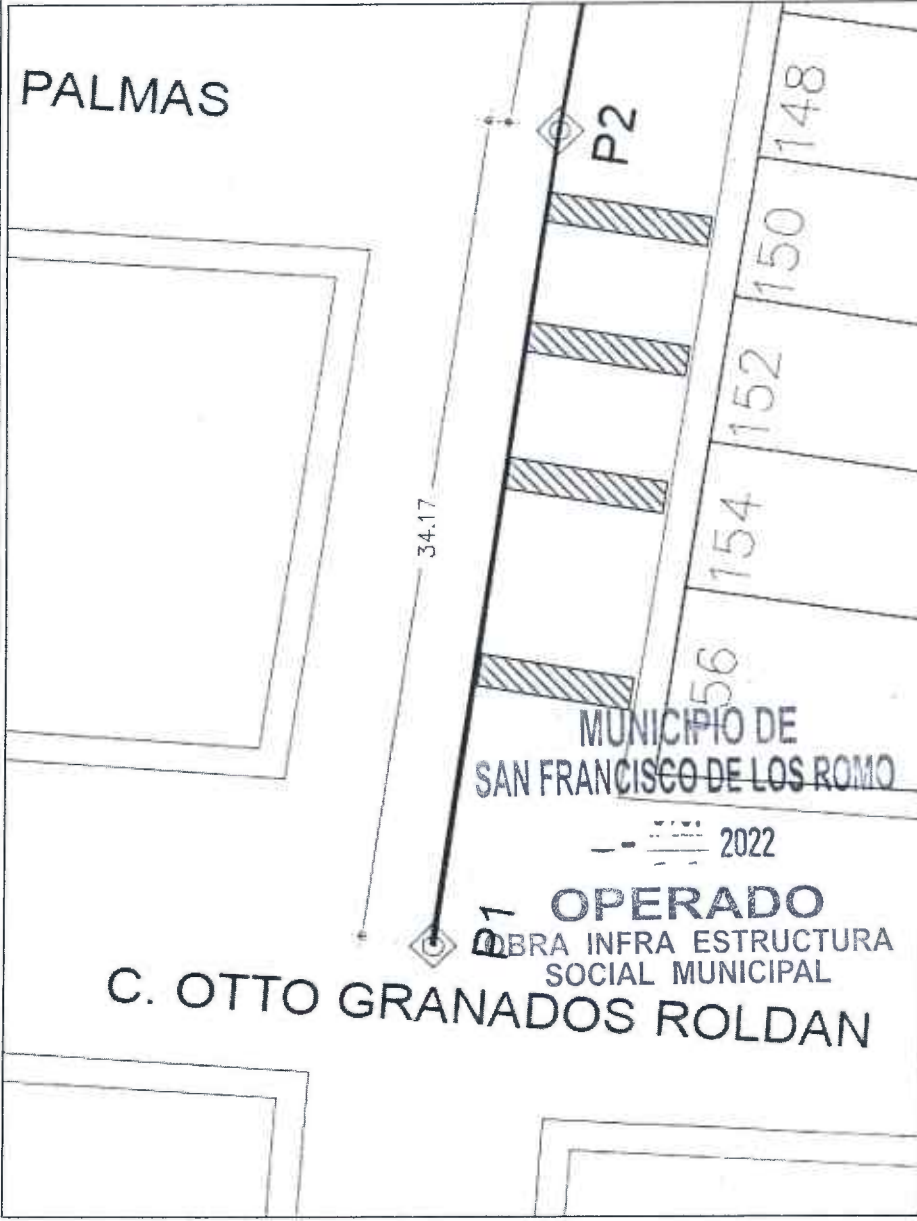 PALMAS
P2
148
150
152
154
34.17
56
MUNICIPIO DE
SAN FRANCISCO DE LOS ROMO
2022
OPERADO
P1
OBRA INFRA ESTRUCTURA
SOCIAL MUNICIPAL
C. OTTO GRANADOS ROLDAN